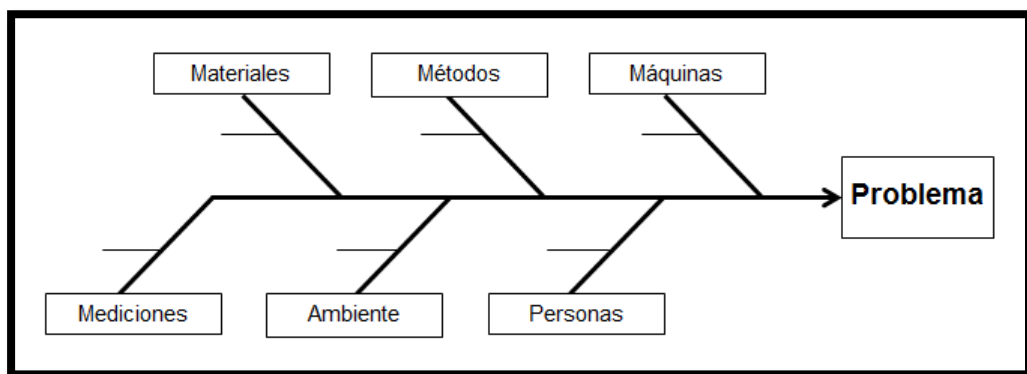 Materiales
Métodos
Máquinas
Problema
Mediciones
Ambiente
Personas